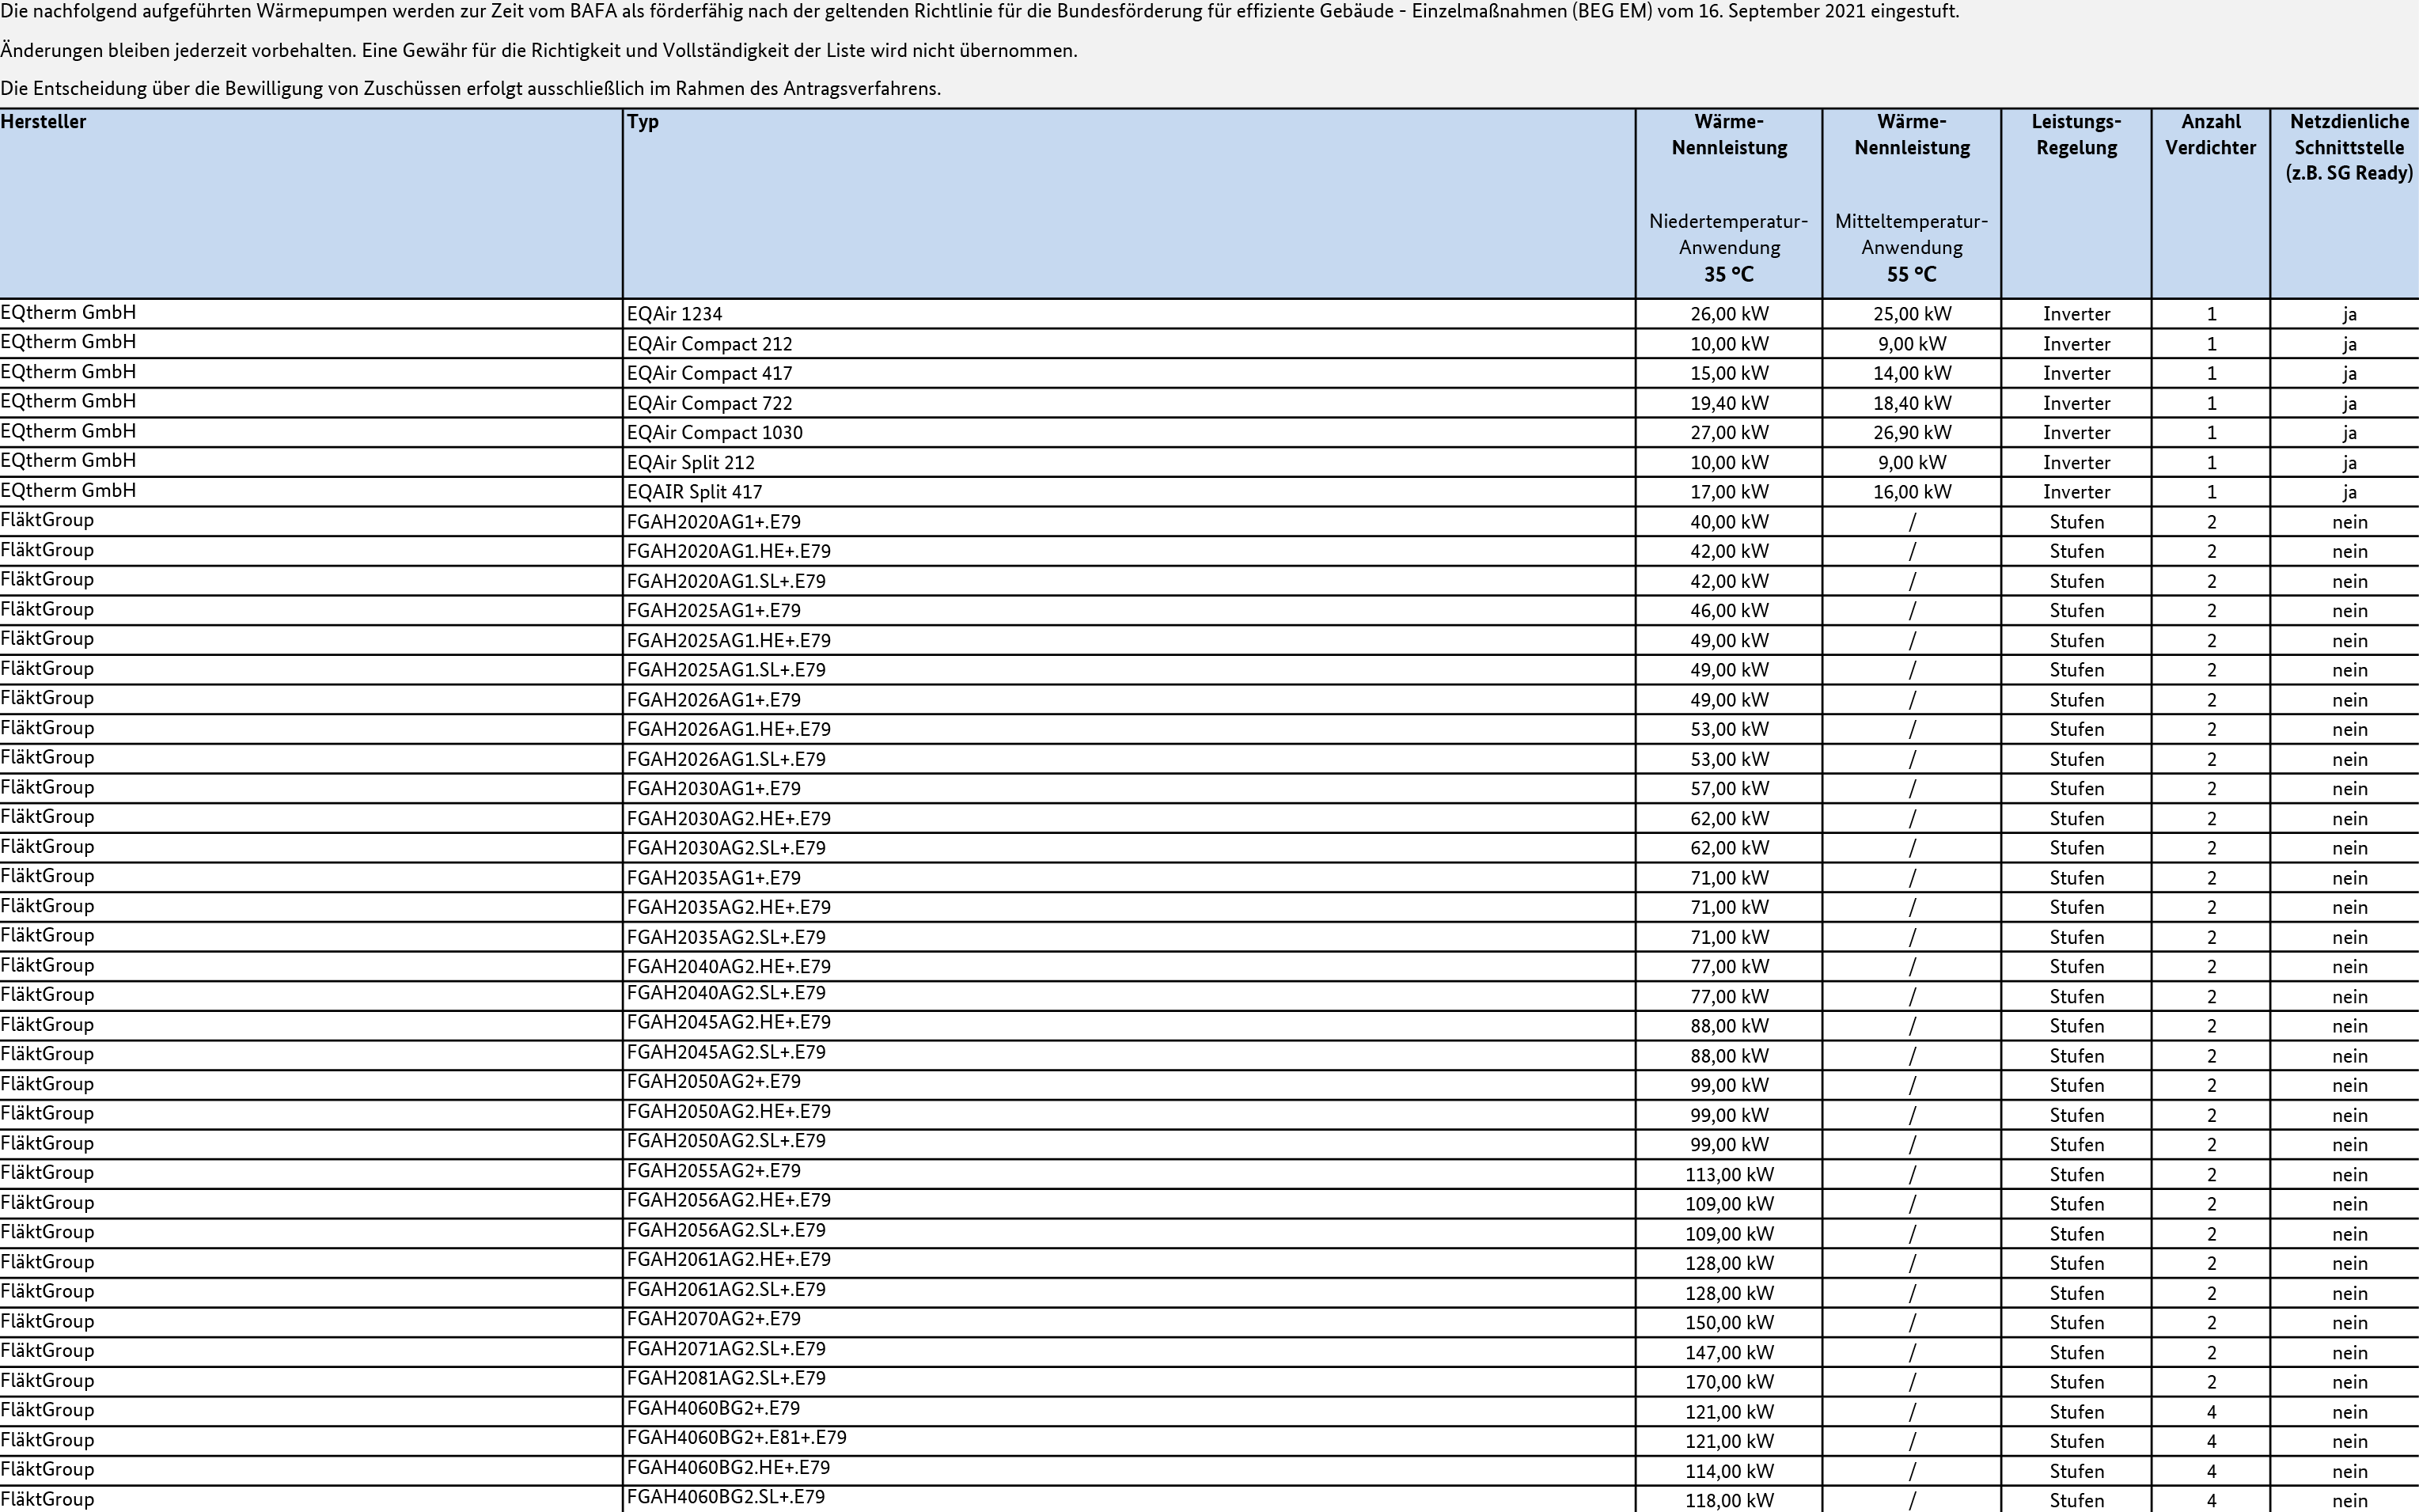 Die nachfolgend aufgeführten Wärmepumpen werden zur Zeit vom BAFA als förderfähig nach der geltenden Richtlinie für die Bundesförderung für effiziente Gebäude - Einzelmaßnahmen (BEG EM) vom 16. September 2021 eingestuft.
Änderungen bleiben jederzeit vorbehalten. Eine Gewähr für die Richtigkeit und Vollständigkeit der Liste wird nicht übernommen.
Die Entscheidung über die Bewilligung von Zuschüssen erfolgt ausschließlich im Rahmen des Antragsverfahrens.
Hersteller Typ Wärme- Wärme- Leistungs- Anzahl Netzdienliche
Nennleistung Nennleistung Regelung Verdichter Schnittstelle
(z.B. SG Ready)
Niedertemperatur- Mitteltemperatur-
Anwendung Anwendung
35 °C 55 °C
EQtherm GmbH EQAir 1234 26,00 kW 25,00 kW Inverter 1 ja
EQtherm GmbH EQAir Compact 212 10,00 kW 9,00 kW Inverter 1 ja
EQtherm GmbH EQAir Compact 417 15,00 kW 14,00 kW Inverter 1 ja
EQtherm GmbH EQAir Compact 722 19,40 kW 18,40 kW Inverter 1 ja
EQtherm GmbH EQAir Compact 1030 27,00 kW 26,90 kW Inverter 1 ja
EQtherm GmbH EQAir Split 212 10,00 kW 9,00 kW Inverter 1 ja
EQtherm GmbH EQAIR Split 417 17,00 kW 16,00 kW Inverter 1 ja
FläktGroup FGAH2020AG1+.E79 40,00 kW / Stufen 2 nein
FläktGroup FGAH2020AG1.HE+.E79 42,00 kW / Stufen 2 nein
FläktGroup FGAH2020AG1.SL+.E79 42,00 kW / Stufen 2 nein
FläktGroup FGAH2025AG1+.E79 46,00 kW / Stufen 2 nein
FläktGroup FGAH2025AG1.HE+.E79 49,00 kW / Stufen 2 nein
FläktGroup FGAH2025AG1.SL+.E79 49,00 kW / Stufen 2 nein
FläktGroup FGAH2026AG1+.E79 49,00 kW / Stufen 2 nein
FläktGroup FGAH2026AG1.HE+.E79 53,00 kW / Stufen 2 nein
FläktGroup FGAH2026AG1.SL+.E79 53,00 kW / Stufen 2 nein
FläktGroup FGAH2030AG1+.E79 57,00 kW / Stufen 2 nein
FläktGroup FGAH2030AG2.HE+.E79 62,00 kW / Stufen 2 nein
FläktGroup FGAH2030AG2.SL+.E79 62,00 kW / Stufen 2 nein
FläktGroup FGAH2035AG1+.E79 71,00 kW / Stufen 2 nein
FläktGroup FGAH2035AG2.HE+.E79 71,00 kW / Stufen 2 nein
FläktGroup FGAH2035AG2.SL+.E79 71,00 kW / Stufen 2 nein
FläktGroup FGAH2040AG2.HE+.E79 77,00 kW / Stufen 2 nein
FläktGroup FGAH2040AG2.SL+.E79 77,00 kW / Stufen 2 nein
FläktGroup FGAH2045AG2.HE+.E79 88,00 kW / Stufen 2 nein
FläktGroup FGAH2045AG2.SL+.E79 88,00 kW / Stufen 2 nein
FläktGroup FGAH2050AG2+.E79 99,00 kW / Stufen 2 nein
FläktGroup FGAH2050AG2.HE+.E79 99,00 kW / Stufen 2 nein
FläktGroup FGAH2050AG2.SL+.E79 99,00 kW / Stufen 2 nein
FläktGroup FGAH2055AG2+.E79 113,00 kW / Stufen 2 nein
FläktGroup FGAH2056AG2.HE+.E79 109,00 kW / Stufen 2 nein
FläktGroup FGAH2056AG2.SL+.E79 109,00 kW / Stufen 2 nein
FläktGroup FGAH2061AG2.HE+.E79 128,00 kW / Stufen 2 nein
FläktGroup FGAH2061AG2.SL+.E79 128,00 kW / Stufen 2 nein
FläktGroup FGAH2070AG2+.E79 150,00 kW / Stufen 2 nein
FläktGroup FGAH2071AG2.SL+.E79 147,00 kW / Stufen 2 nein
FläktGroup FGAH2081AG2.SL+.E79 170,00 kW / Stufen 2 nein
FläktGroup FGAH4060BG2+.E79 121,00 kW / Stufen 4 nein
FläktGroup FGAH4060BG2+.E81+.E79 121,00 kW / Stufen 4 nein
FläktGroup FGAH4060BG2.HE+.E79 114,00 kW / Stufen 4 nein
FläktGroup FGAH4060BG2.SL+.E79 118,00 kW / Stufen 4 nein